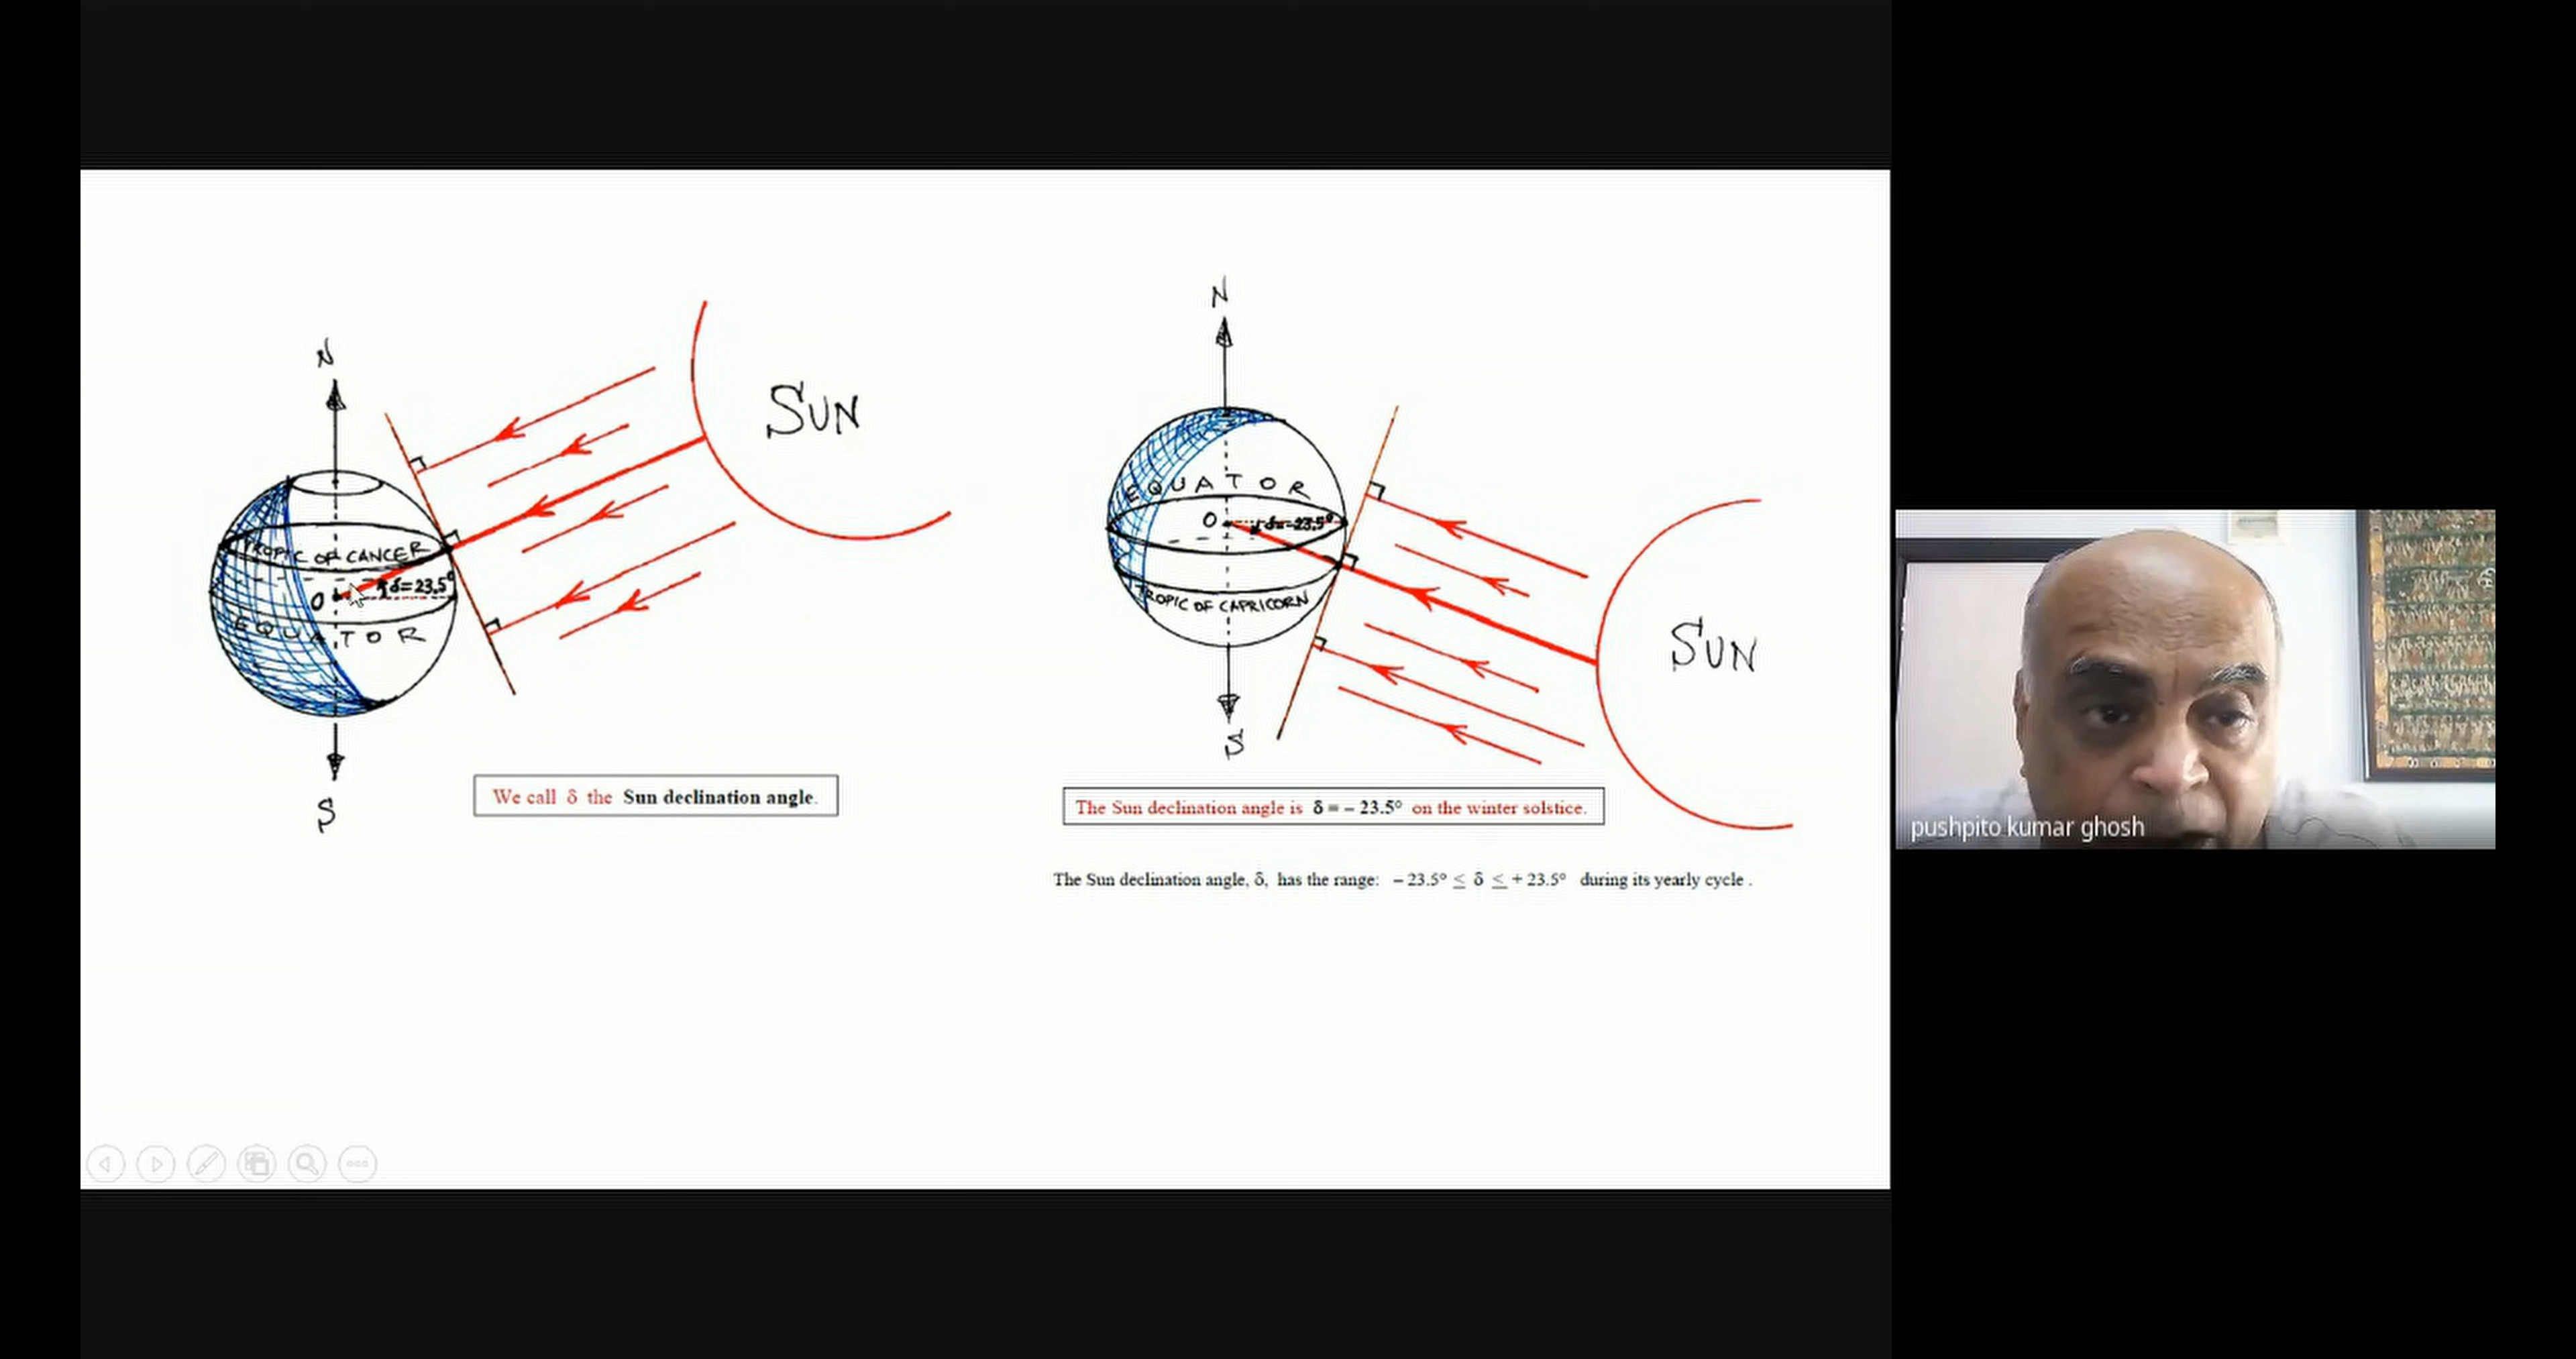 N
SUN
TROPIC OF CANCER
δ=23.5°
O
EQUATOR
S
We call δ the Sun declination angle.
N
EQUATOR
O
δ=-23.5°
TROPIC OF CAPRICORN
SUN
S
The Sun declination angle is δ = – 23.5° on the winter solstice.
The Sun declination angle, δ, has the range: – 23.5° ≤ δ ≤ + 23.5° during its yearly cycle .
pushpito kumar ghosh